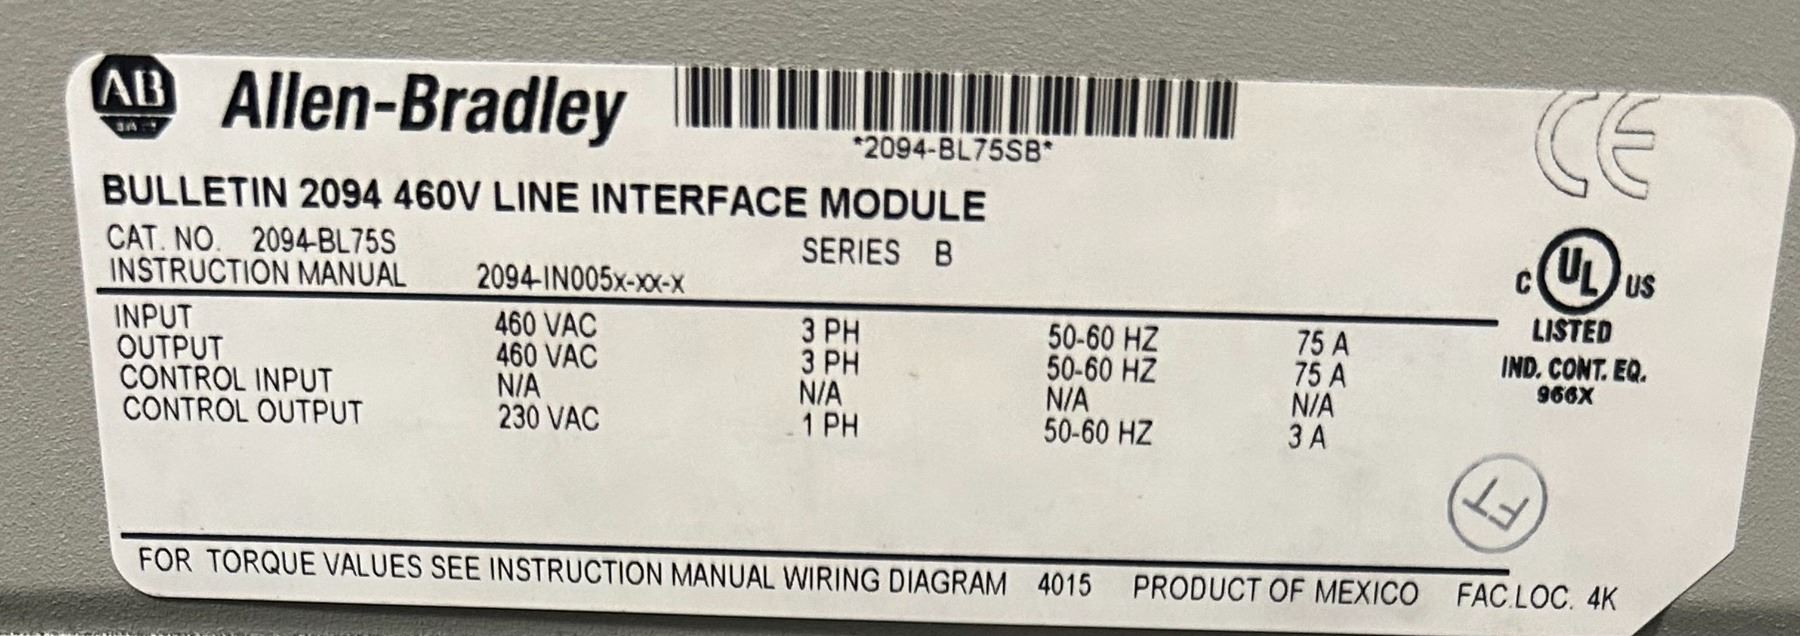 AB
Allen-Bradley
*2094-BL75SB*
CE
BULLETIN 2094 460V LINE INTERFACE MODULE
CAT. NO. 2094-BL75S SERIES B
INSTRUCTION MANUAL 2094-IN005x-xx-x
C UL US
LISTED
IND. CONT. EQ.
966X
INPUT 460 VAC 3 PH 50-60 HZ 75 A
OUTPUT 460 VAC 3 PH 50-60 HZ 75 A
CONTROL INPUT N/A N/A N/A N/A
CONTROL OUTPUT 230 VAC 1 PH 50-60 HZ 3 A
FT
FOR TORQUE VALUES SEE INSTRUCTION MANUAL WIRING DIAGRAM 4015 PRODUCT OF MEXICO FAC.LOC. 4K